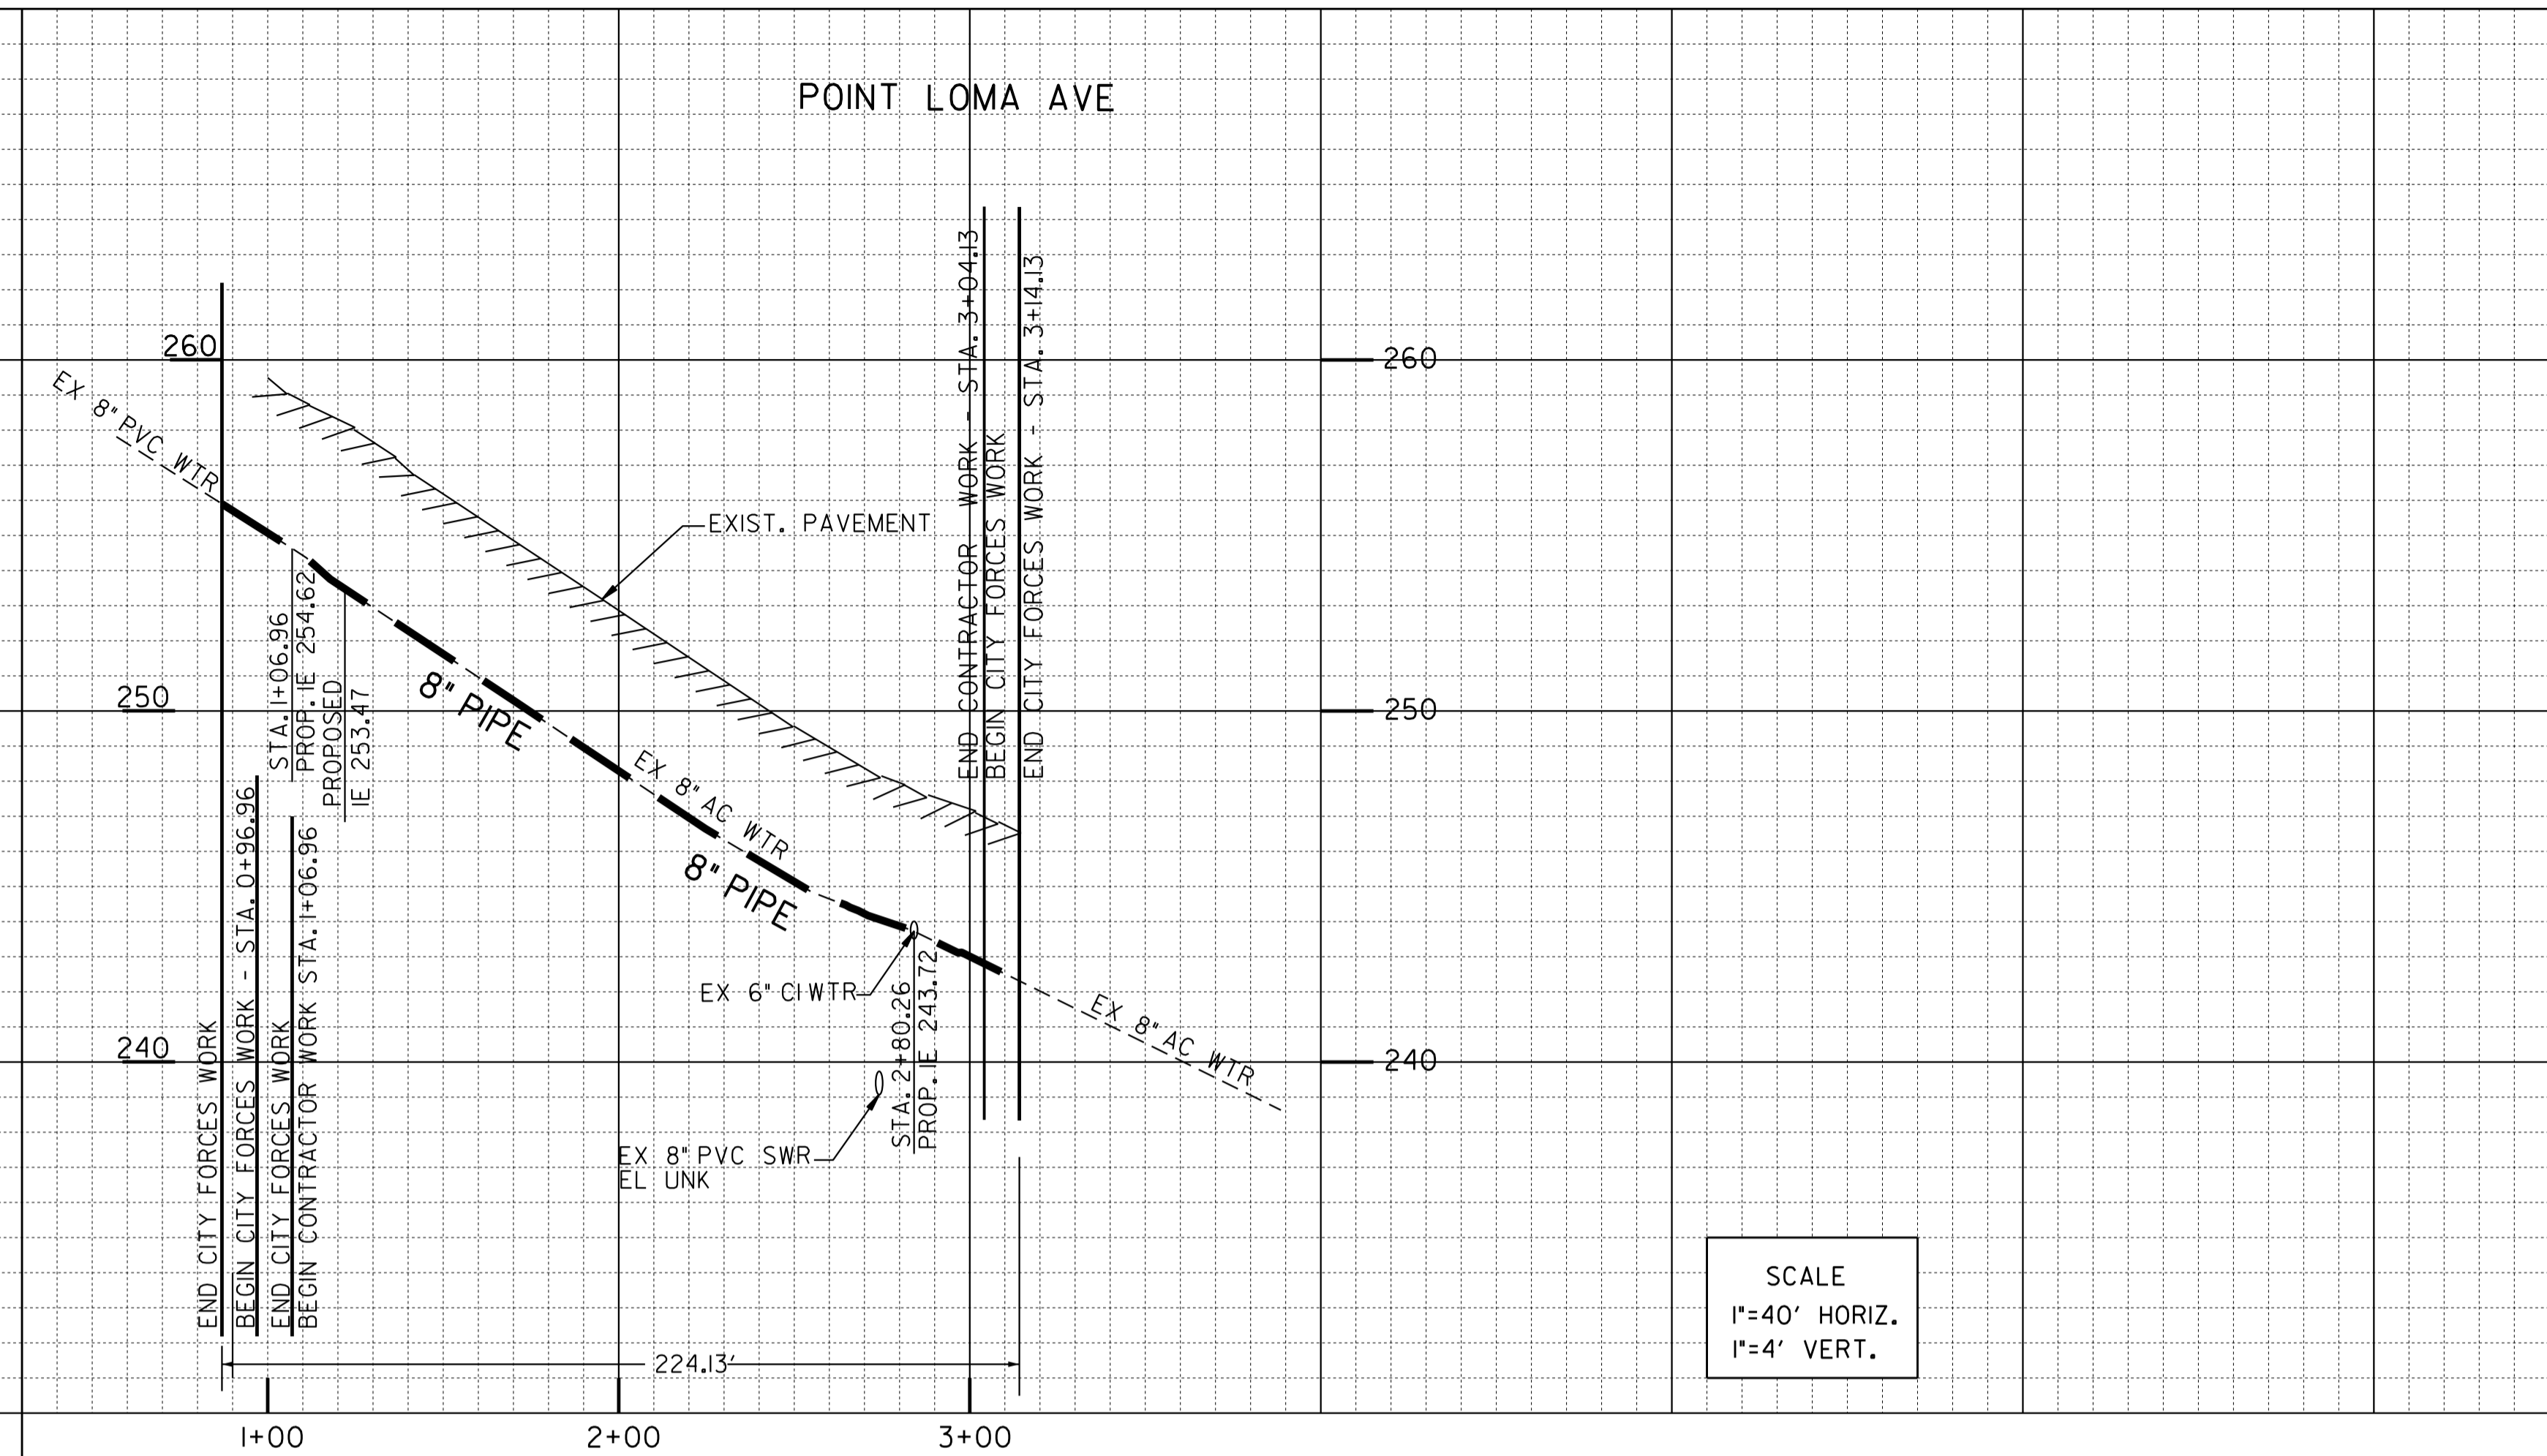 POINT LOMA AVE
260
260
EX 8" PVC WTR
EXIST. PAVEMENT
END CONTRACTOR WORK - STA. 3+04.13
BEGIN CITY FORCES WORK
END CITY FORCES WORK - STA. 3+14.13
250
250
STA. 1+06.96
PROP. IE 254.62
PROPOSED
IE 253.47
8" PIPE
EX 8" AC WTR
8" PIPE
EX 6" CI WTR
STA. 2+80.26
PROP. IE 243.72
EX 8" AC WTR
240
240
EX 8" PVC SWR
EL UNK
END CITY FORCES WORK
BEGIN CITY FORCES WORK - STA. 0+96.96
END CITY FORCES WORK
BEGIN CONTRACTOR WORK STA. 1+06.96
SCALE
1"=40' HORIZ.
1"=4' VERT.
224.13'
1+00
2+00
3+00